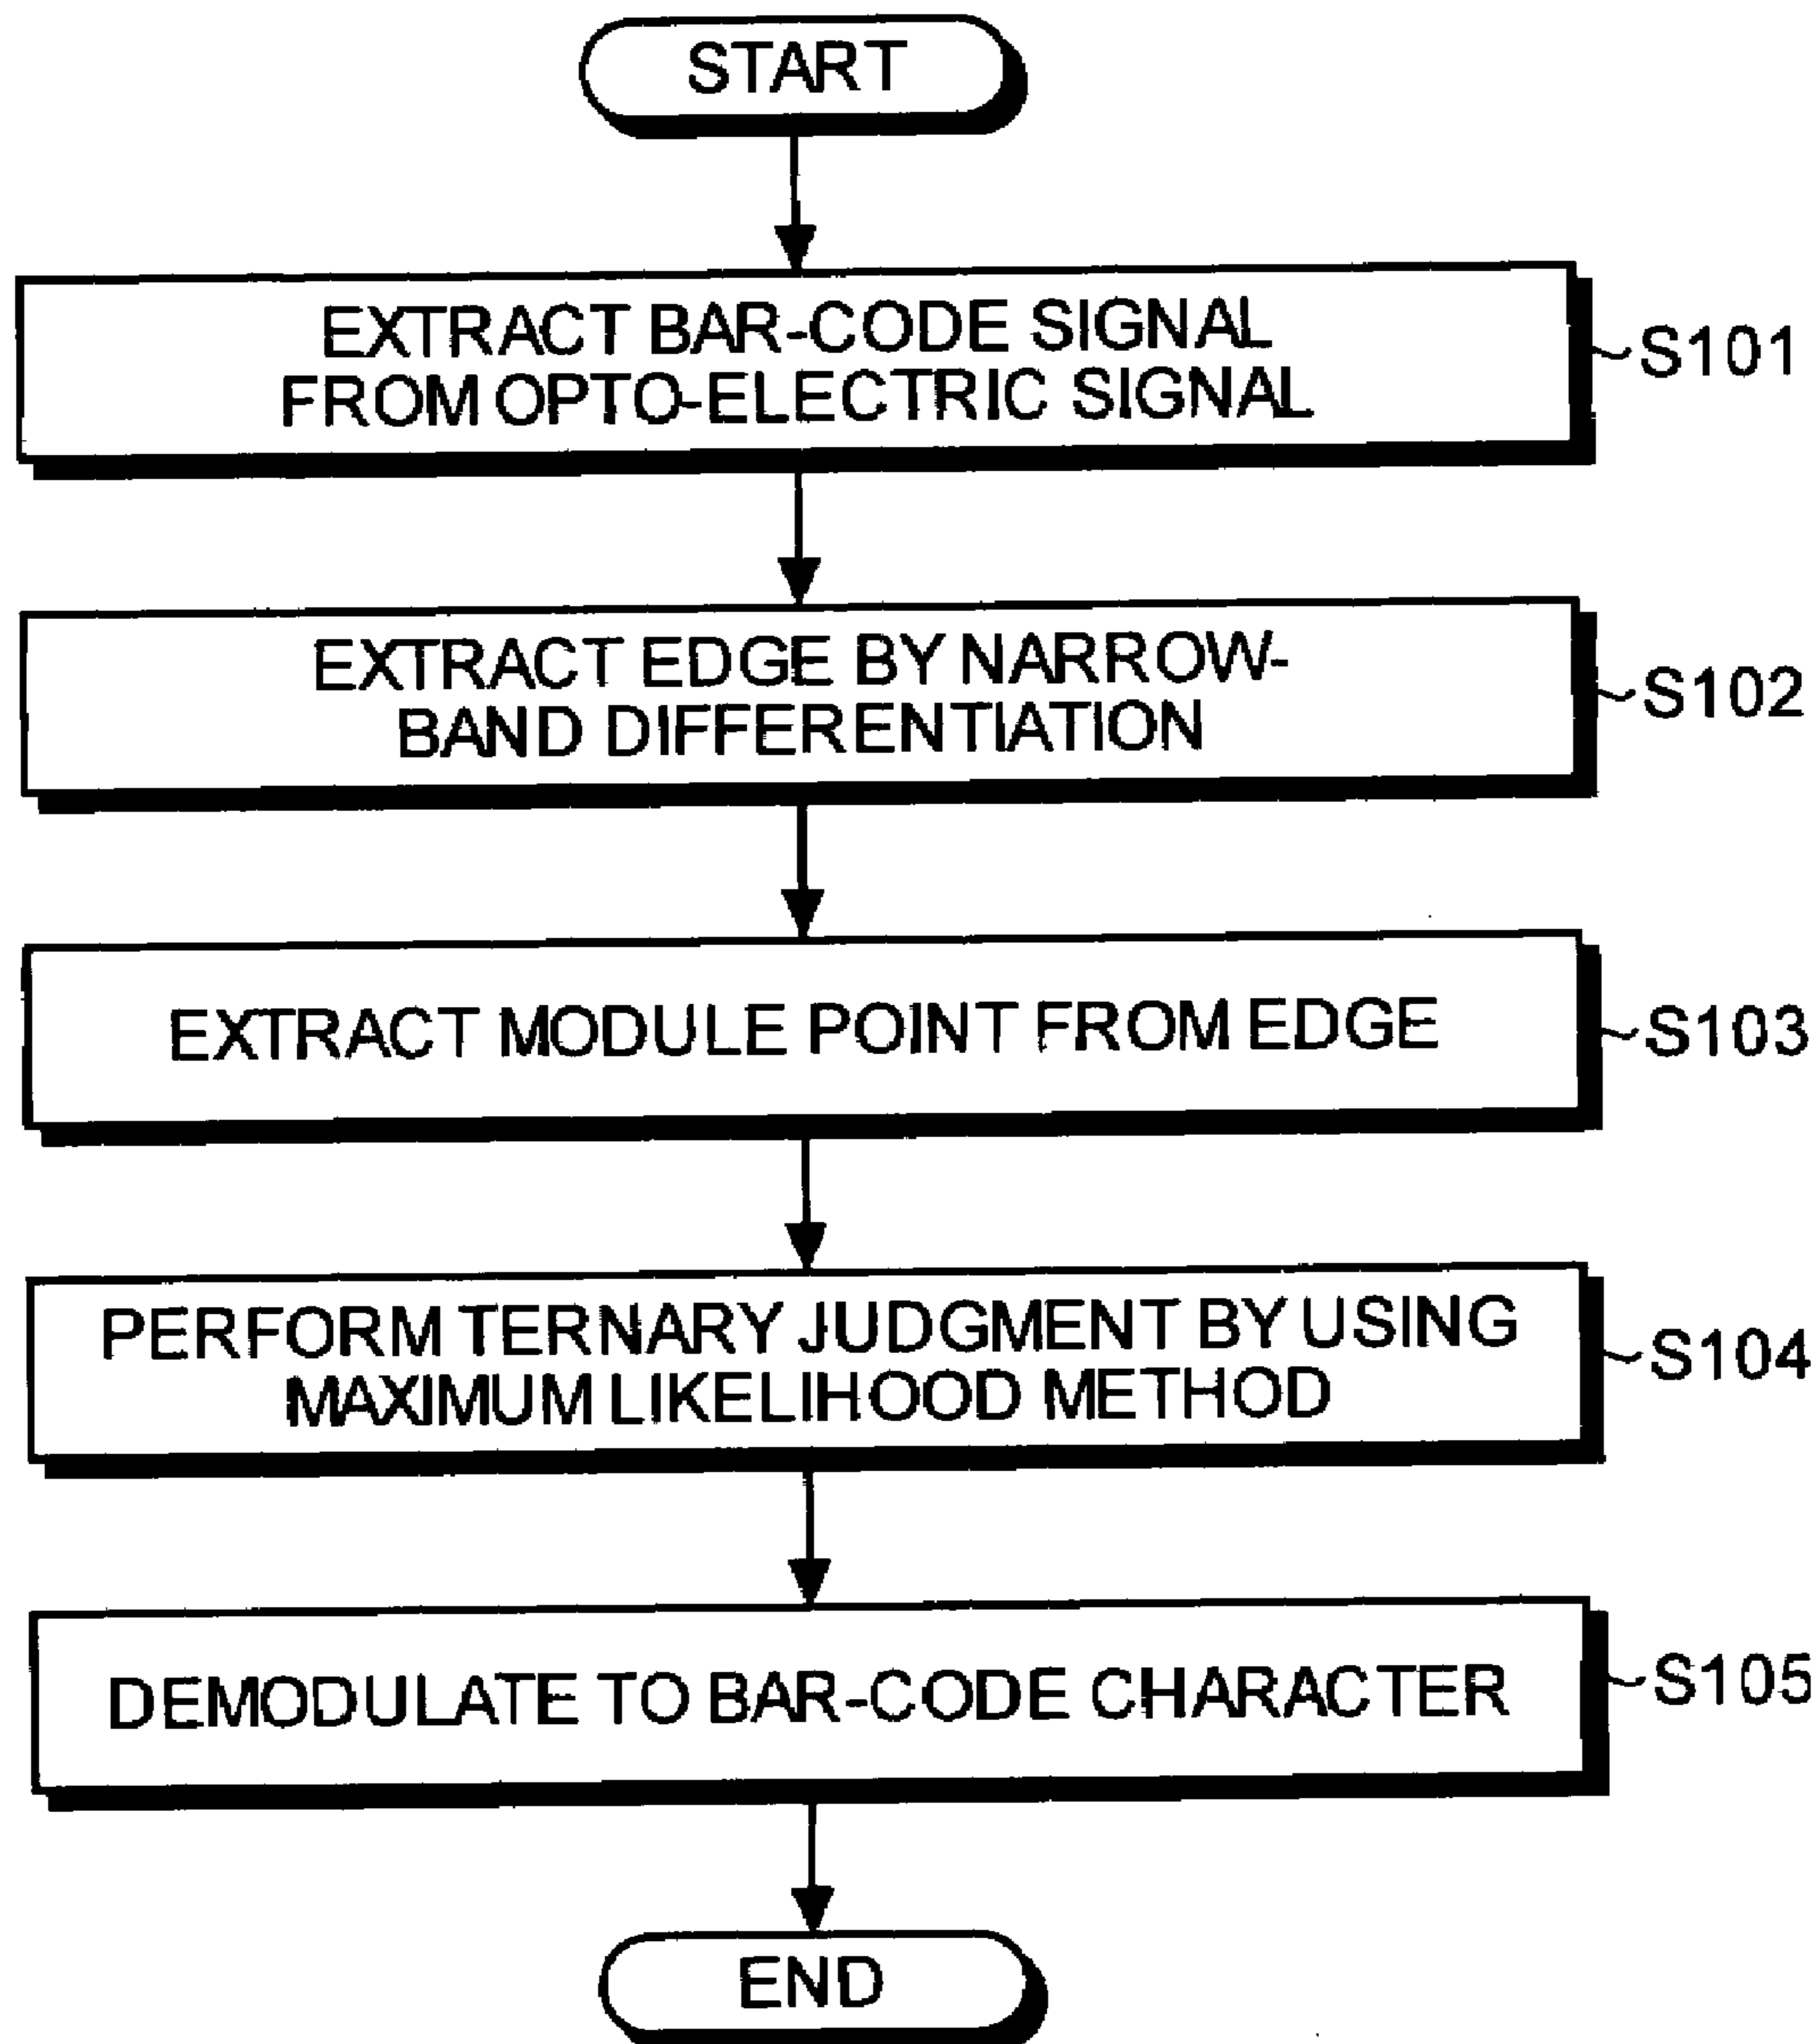 START
EXTRACT BAR-CODE SIGNAL
FROM OPTO-ELECTRIC SIGNAL
S101
EXTRACT EDGE BY NARROW-
BAND DIFFERENTIATION
S102
EXTRACT MODULE POINT FROM EDGE
S103
PERFORM TERNARY JUDGMENT BY USING
MAXIMUM LIKELIHOOD METHOD
S104
DEMODULATE TO BAR-CODE CHARACTER
S105
END